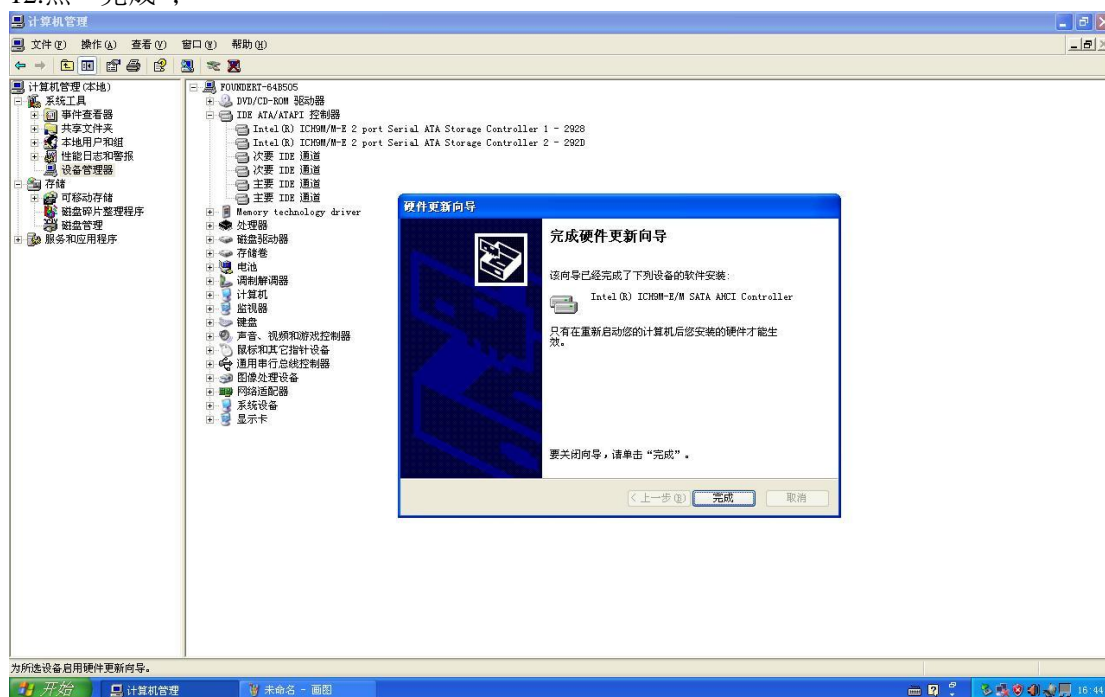 计算机管理
文件(F) 操作(A) 查看(V) 窗口(W) 帮助(H)
计算机管理(本地)
系统工具
事件查看器
共享文件夹
本地用户和组
性能日志和警报
设备管理器
存储
可移动存储
磁盘碎片整理程序
磁盘管理
服务和应用程序
FOUNDERT-64B505
DVD/CD-ROM 驱动器
IDE ATA/ATAPI 控制器
Intel(R) ICH9M/M-E 2 port Serial ATA Storage Controller 1 - 2928
Intel(R) ICH9M/M-E 2 port Serial ATA Storage Controller 2 - 292D
次要 IDE 通道
次要 IDE 通道
主要 IDE 通道
主要 IDE 通道
Memory technology driver
处理器
磁盘驱动器
存储卷
电池
调制解调器
计算机
监视器
键盘
声音、视频和游戏控制器
鼠标和其它指针设备
通用串行总线控制器
图像处理设备
网络适配器
系统设备
显示卡
硬件更新向导
完成硬件更新向导
该向导已经完成了下列设备的软件安装:
Intel(R) ICH9M-E/M SATA AHCI Controller
只有在重新启动您的计算机后您安装的硬件才能生
效。
要关闭向导，请单击“完成”。
<上一步(B) 完成 取消
为所选设备启用硬件更新向导。
开始 计算机管理 未命名 - 画图 16:44